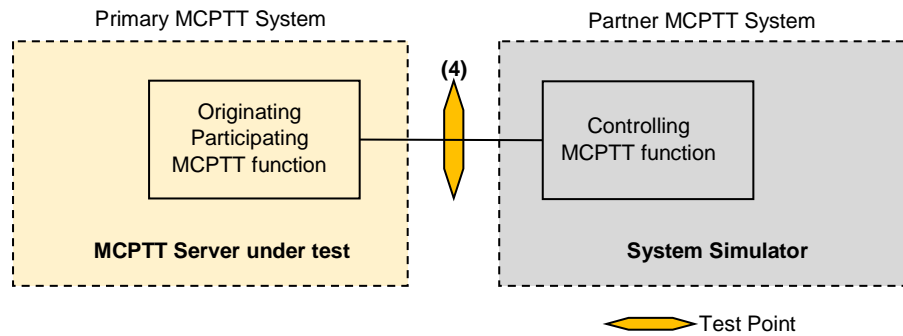 Primary MCPTT System
Partner MCPTT System
(4)
Originating
Participating
MCPTT function
Controlling
MCPTT function
MCPTT Server under test
System Simulator
Test Point